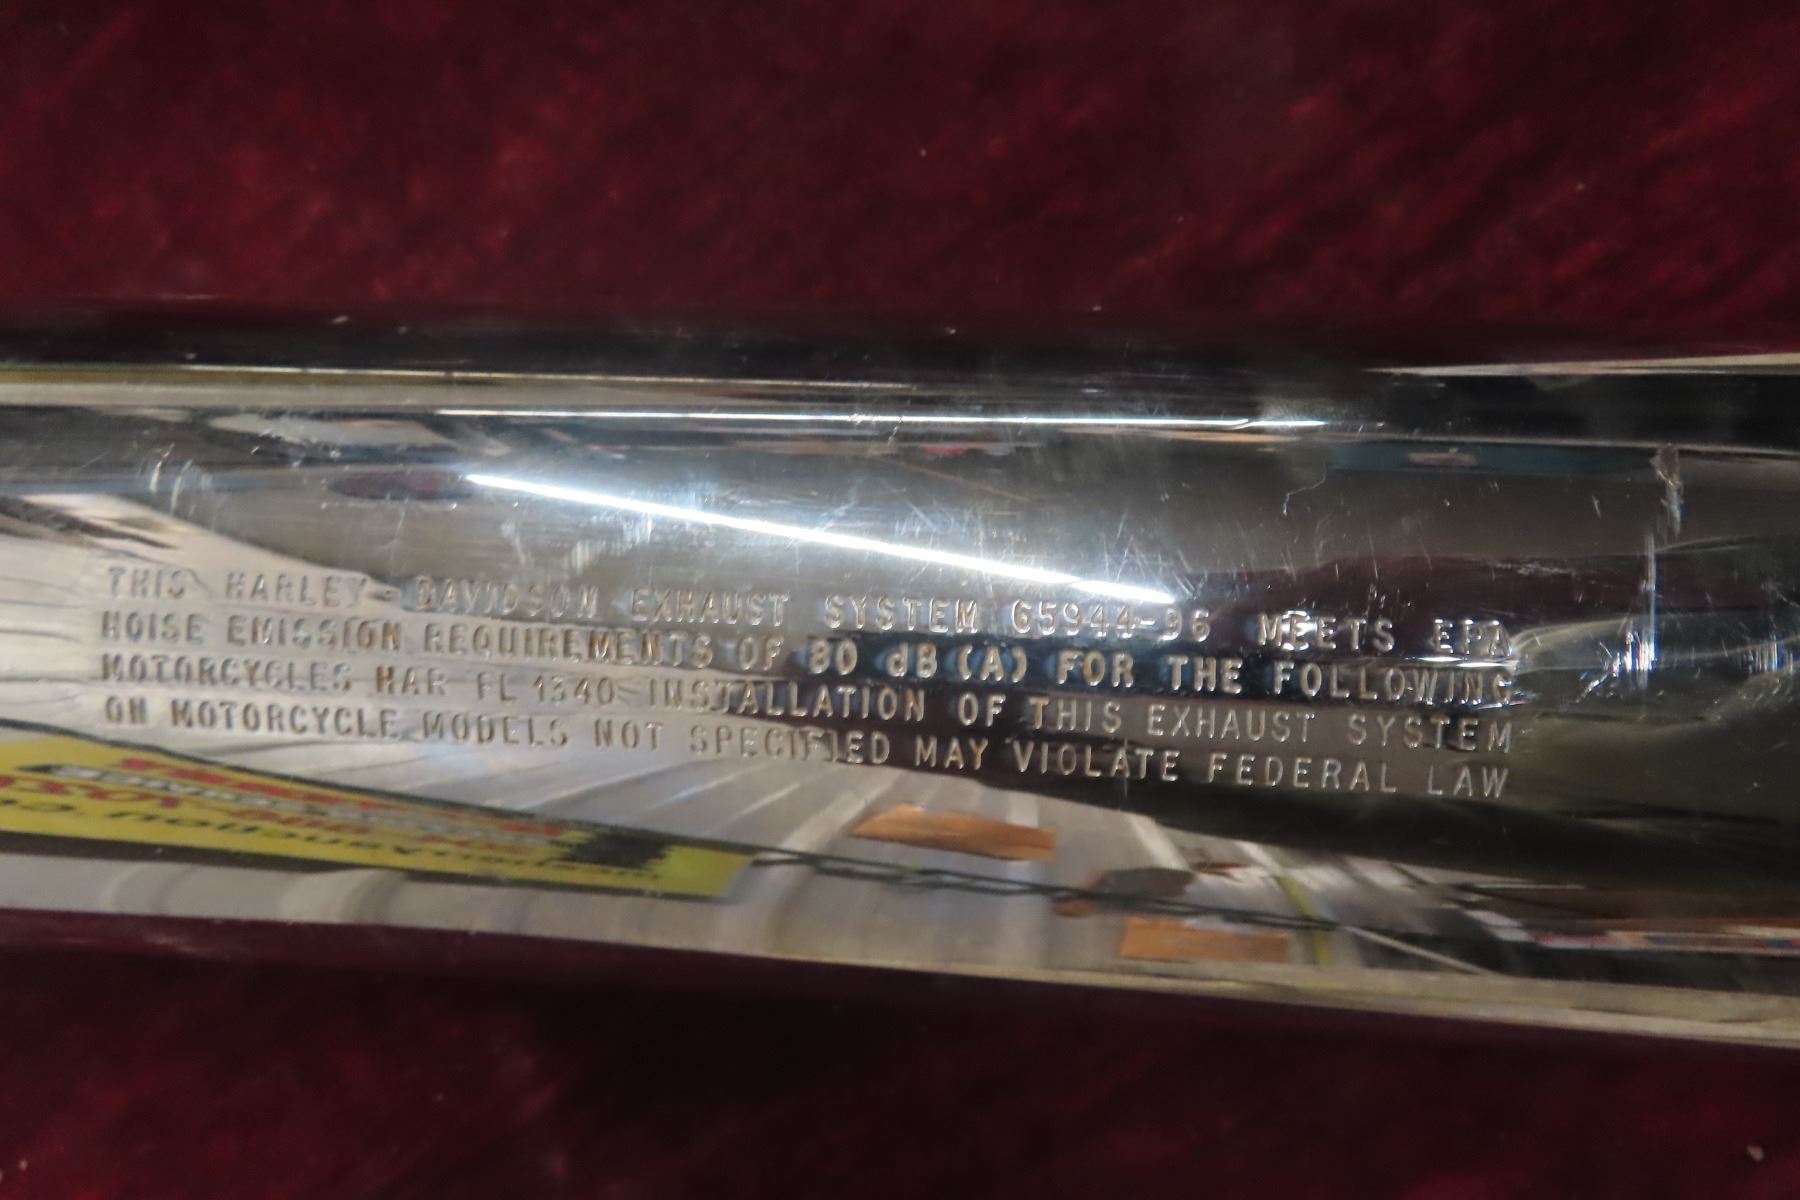 THIS HARLEY-DAVIDSON EXHAUST SYSTEM 65944-96 MEETS EPA
NOISE EMISSION REQUIREMENTS OF 80 dB (A) FOR THE FOLLOWING
MOTORCYCLES HAR FL 1340 INSTALLATION OF THIS EXHAUST SYSTEM
ON MOTORCYCLE MODELS NOT SPECIFIED MAY VIOLATE FEDERAL LAW